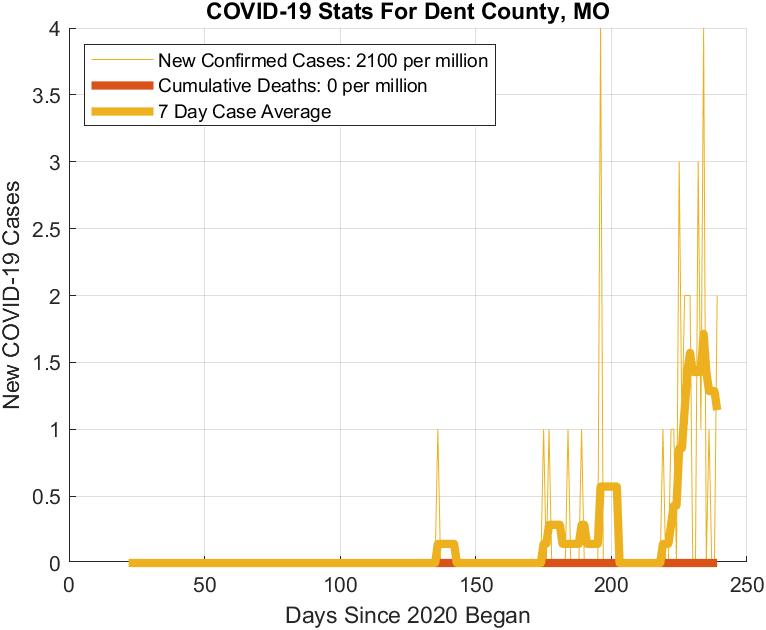 COVID-19 Stats For Dent County, MO
New Confirmed Cases: 2100 per million
Cumulative Deaths: 0 per million
7 Day Case Average
4
3.5
3
2.5
2
1.5
1
0.5
0
New COVID-19 Cases
0 50 100 150 200 250
Days Since 2020 Began